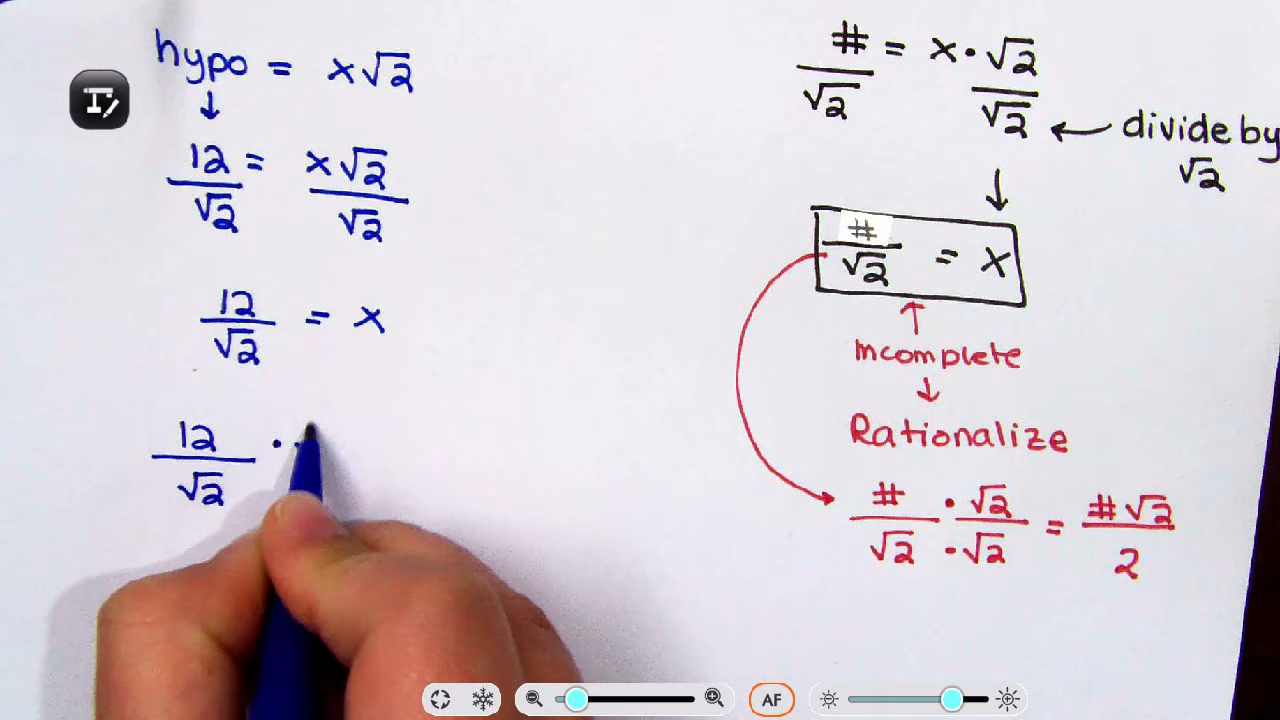 hypo = x√2
↓
12/√2 = x√2/√2
12/√2 = x
12/√2 ·
#/√2 = x·√2/√2 ← divide by √2
↓
#/√2 = x
↑
Incomplete
↓
Rationalize
#/√2 ·√2/·√2 = #√2/2
AF